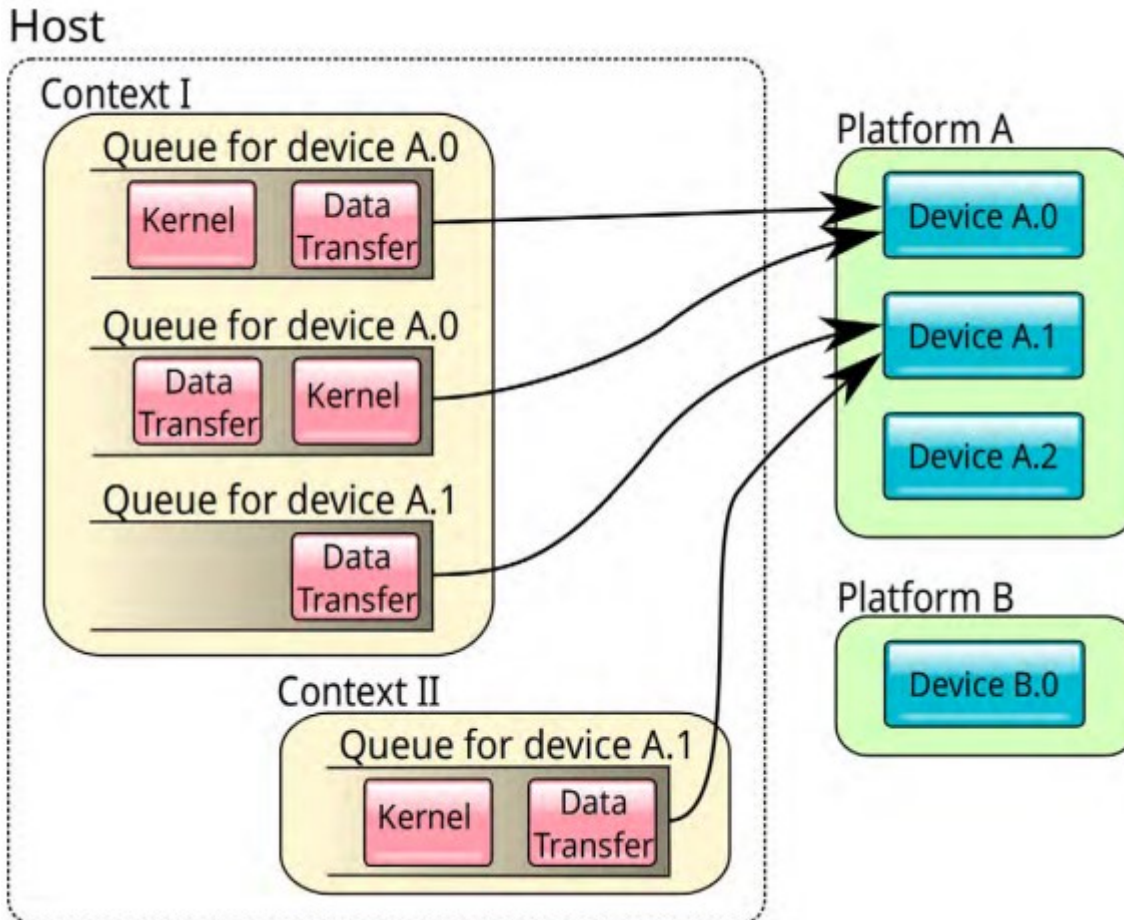 Host
Context I
Queue for device A.0
Kernel
Data
Transfer
Queue for device A.0
Data
Transfer
Kernel
Queue for device A.1
Data
Transfer
Context II
Queue for device A.1
Kernel
Data
Transfer
Platform A
Device A.0
Device A.1
Device A.2
Platform B
Device B.0